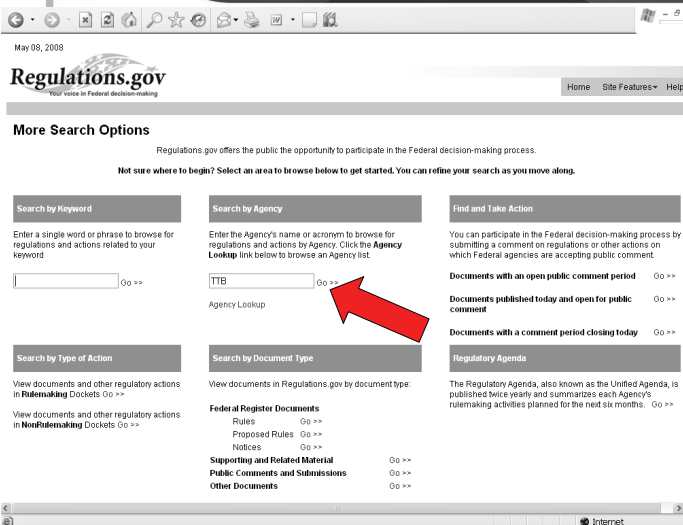 May 08, 2008
Regulations.gov
Your voice in Federal decision-making
Home Site Features Help
More Search Options
Regulations.gov offers the public the opportunity to participate in the Federal decision-making process.
Not sure where to begin? Select an area to browse below to get started. You can refine your search as you move along.
Search by Keyword
Enter a single word or phrase to browse for
regulations and actions related to your
keyword
Go >>
Search by Agency
Enter the Agency's name or acronym to browse for
regulations and actions by Agency. Click the Agency
Lookup link below to browse an Agency list.
TTB Go >>
Agency Lookup
Find and Take Action
You can participate in the Federal decision-making process by
submitting a comment on regulations or other actions on
which Federal agencies are accepting public comment.
Documents with an open public comment period Go >>
Documents published today and open for public Go >>
comment
Documents with a comment period closing today Go >>
Search by Type of Action
View documents and other regulatory actions
in Rulemaking Dockets Go >>
View documents and other regulatory actions
in NonRulemaking Dockets Go >>
Search by Document Type
View documents in Regulations.gov by document type:
Federal Register Documents
Rules Go >>
Proposed Rules Go >>
Notices Go >>
Supporting and Related Material Go >>
Public Comments and Submissions Go >>
Other Documents Go >>
Regulatory Agenda
The Regulatory Agenda, also known as the Unified Agenda, is
published twice yearly and summarizes each Agency's
rulemaking activities planned for the next six months. Go >>
Internet